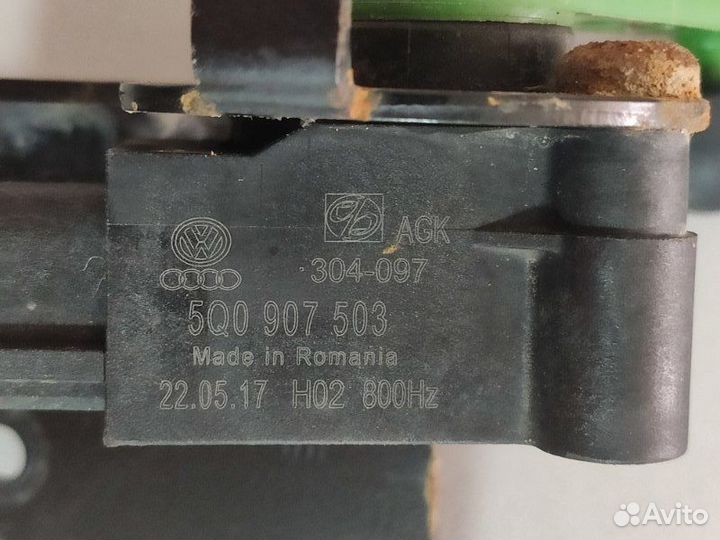 AGK
304-097
5Q0 907 503
Made in Romania
22.05.17 H02 800Hz
Avito